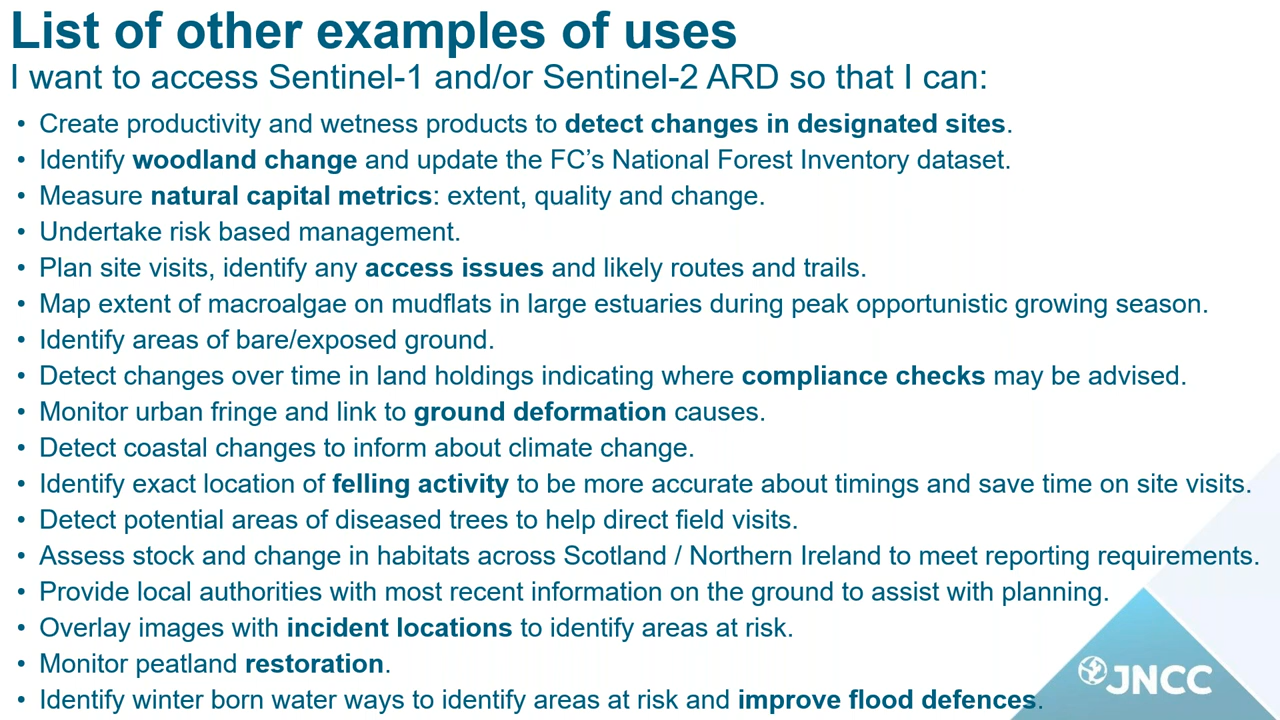 List of other examples of uses
I want to access Sentinel-1 and/or Sentinel-2 ARD so that I can:
• Create productivity and wetness products to detect changes in designated sites.
• Identify woodland change and update the FC’s National Forest Inventory dataset.
• Measure natural capital metrics: extent, quality and change.
• Undertake risk based management.
• Plan site visits, identify any access issues and likely routes and trails.
• Map extent of macroalgae on mudflats in large estuaries during peak opportunistic growing season.
• Identify areas of bare/exposed ground.
• Detect changes over time in land holdings indicating where compliance checks may be advised.
• Monitor urban fringe and link to ground deformation causes.
• Detect coastal changes to inform about climate change.
• Identify exact location of felling activity to be more accurate about timings and save time on site visits.
• Detect potential areas of diseased trees to help direct field visits.
• Assess stock and change in habitats across Scotland / Northern Ireland to meet reporting requirements.
• Provide local authorities with most recent information on the ground to assist with planning.
• Overlay images with incident locations to identify areas at risk.
• Monitor peatland restoration.
• Identify winter born water ways to identify areas at risk and improve flood defences.
JNCC